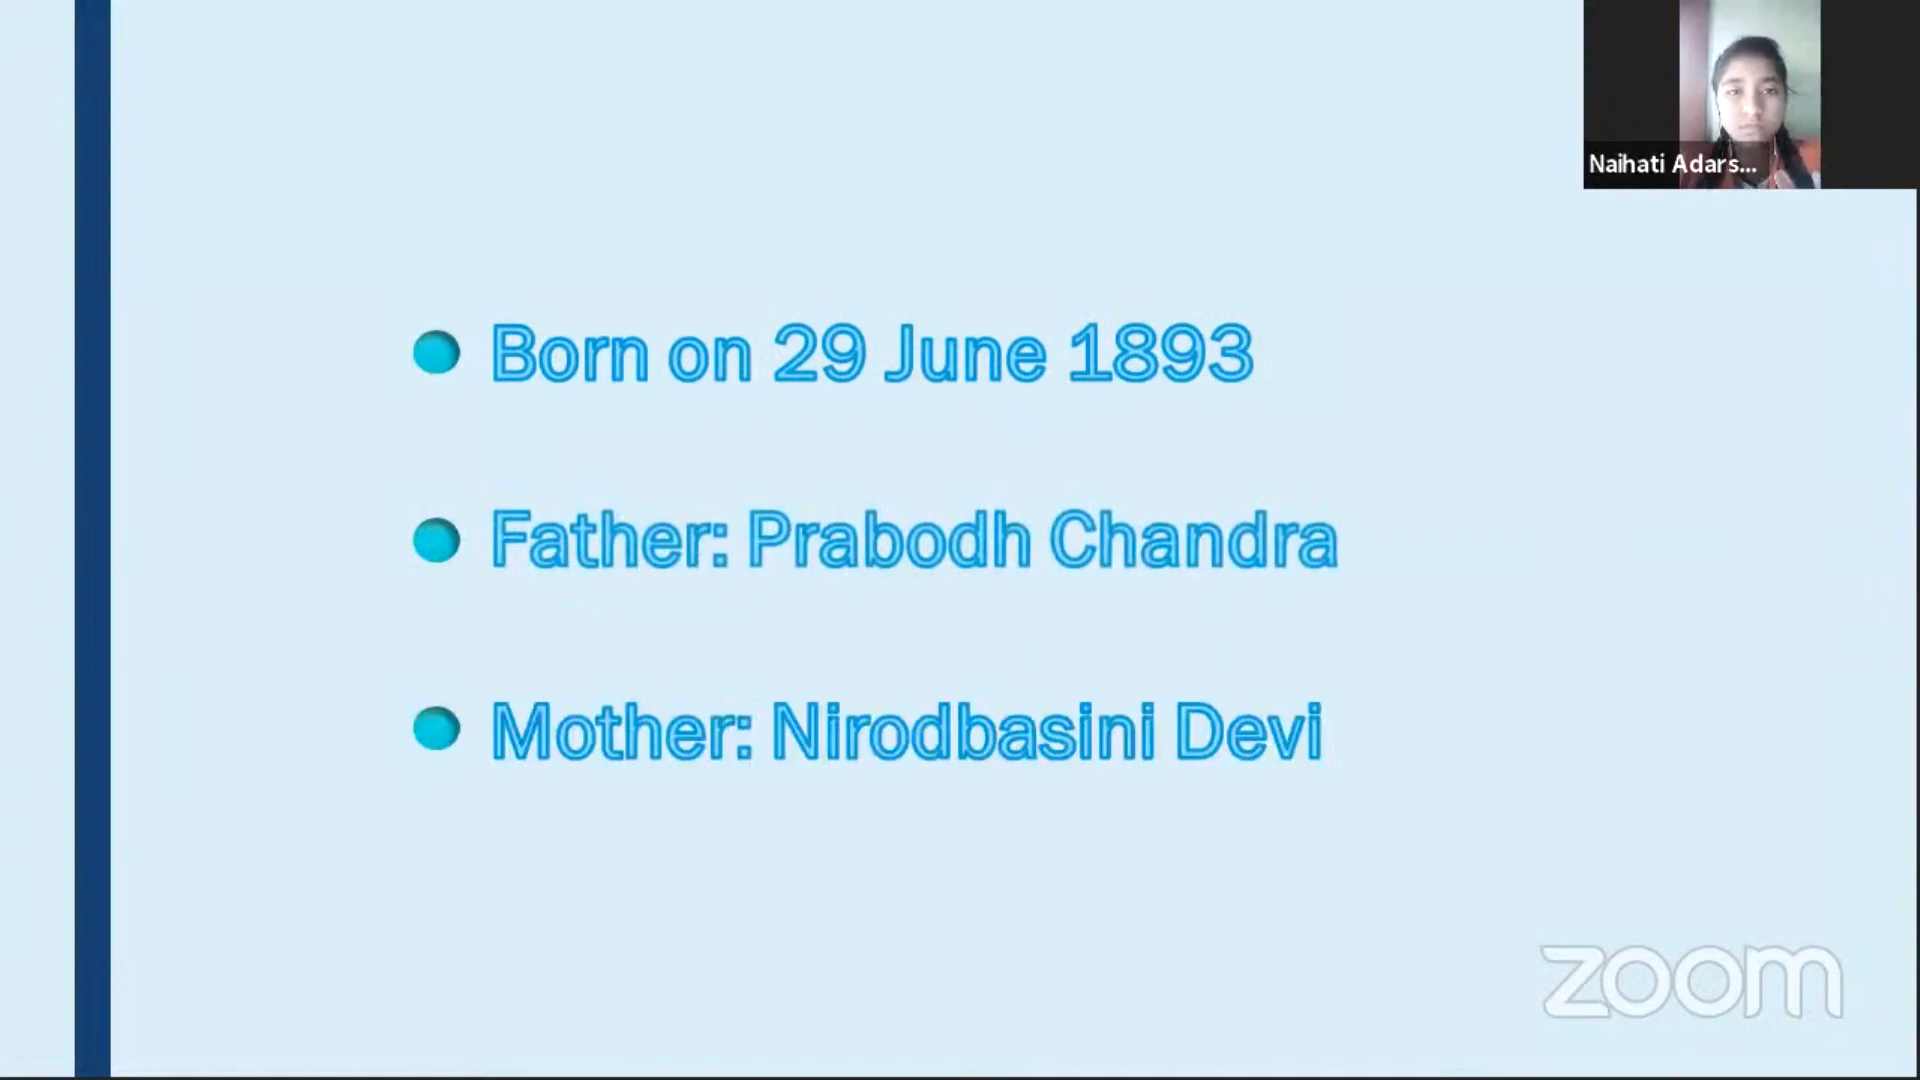 Naihati Adars...
Born on 29 June 1893
Father: Prabodh Chandra
Mother: Nirodbasini Devi
zoom